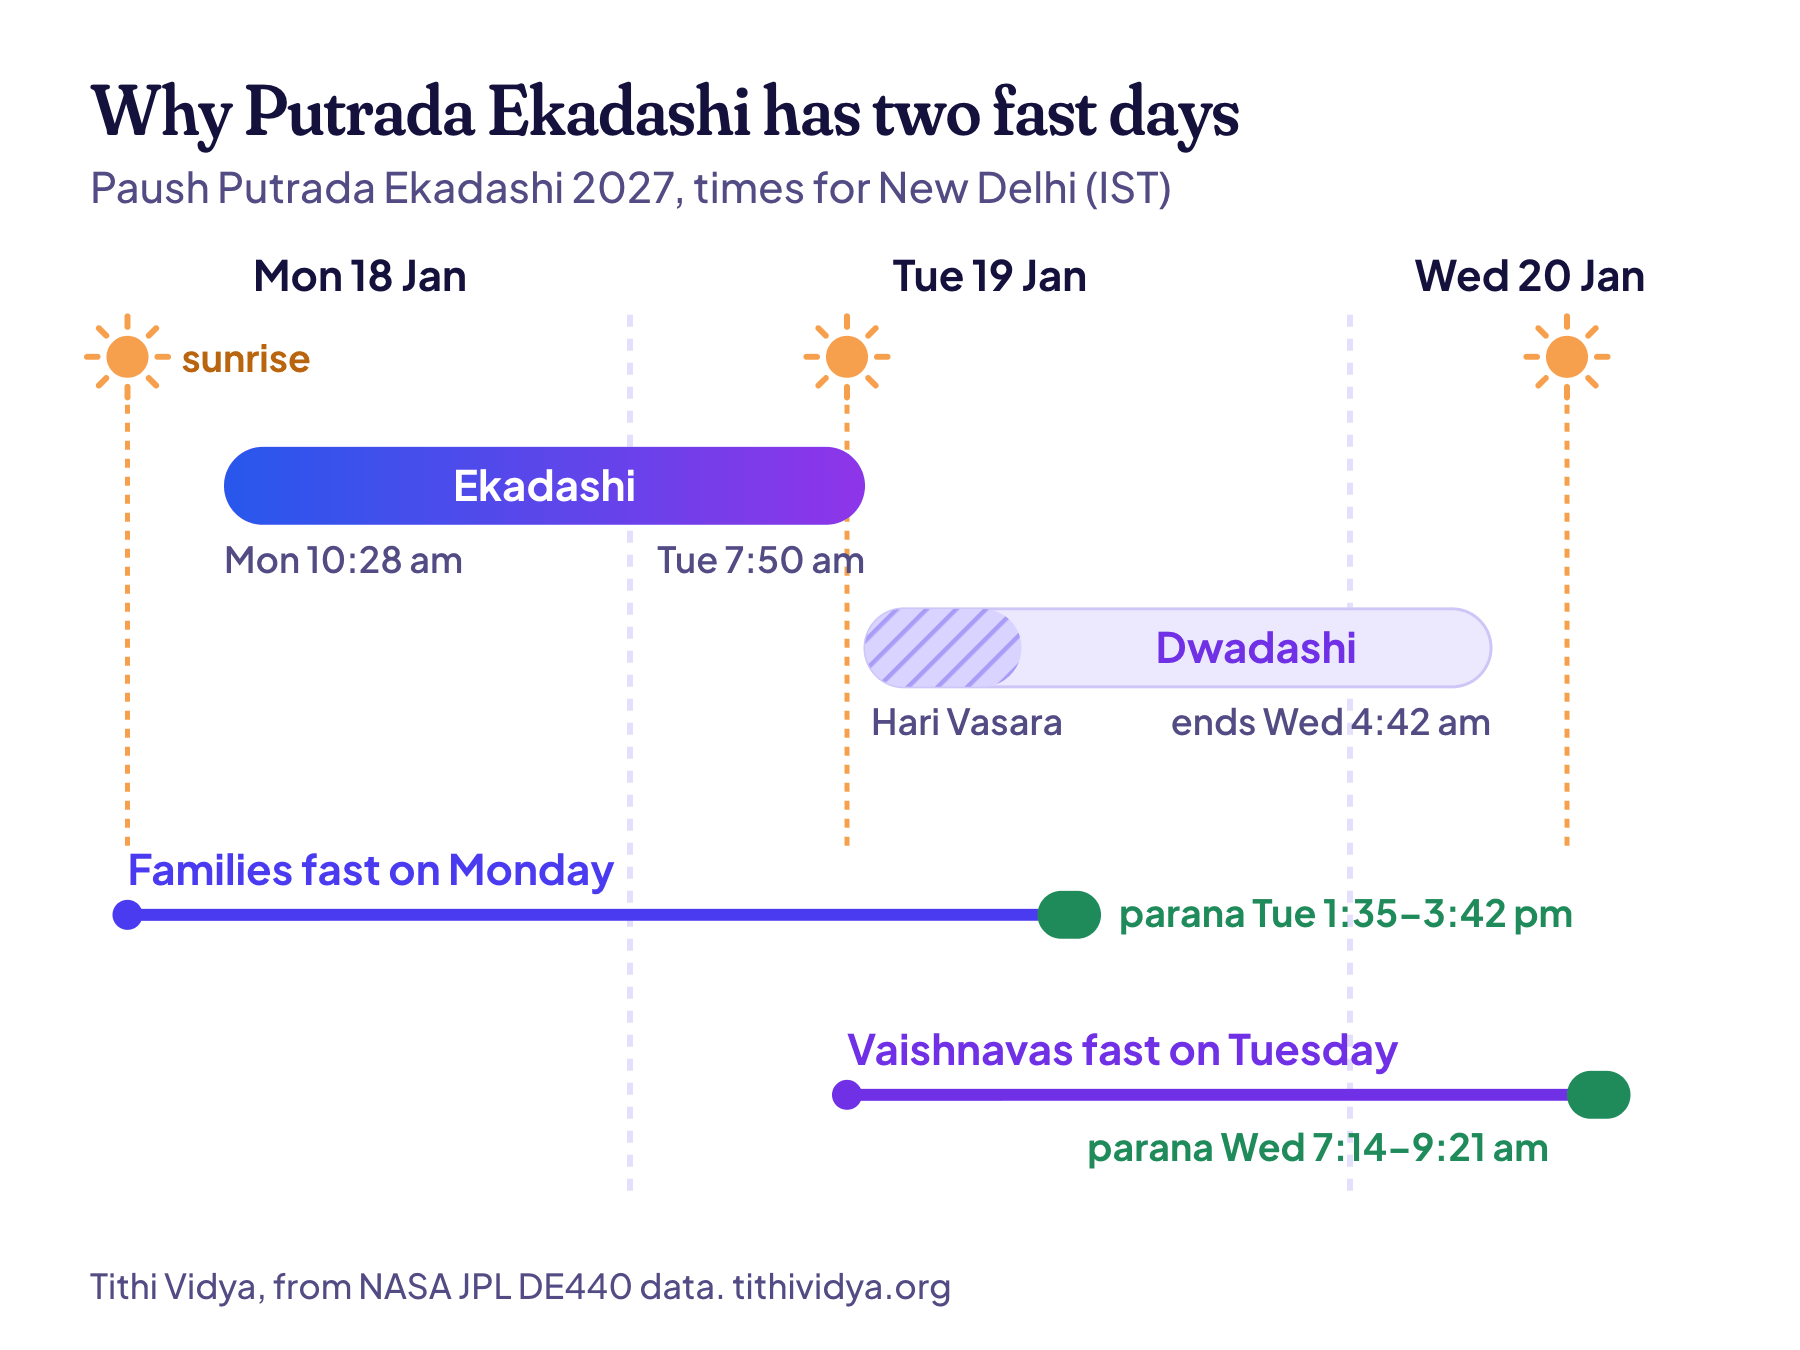 Why Putrada Ekadashi has two fast days
Paush Putrada Ekadashi 2027, times for New Delhi (IST)
Mon 18 Jan
Tue 19 Jan
Wed 20 Jan
sunrise
Ekadashi
Mon 10:28 am
Tue 7:50 am
Dwadashi
Hari Vasara
ends Wed 4:42 am
Families fast on Monday
parana Tue 1:35–3:42 pm
Vaishnavas fast on Tuesday
parana Wed 7:14–9:21 am
Tithi Vidya, from NASA JPL DE440 data. tithividya.org